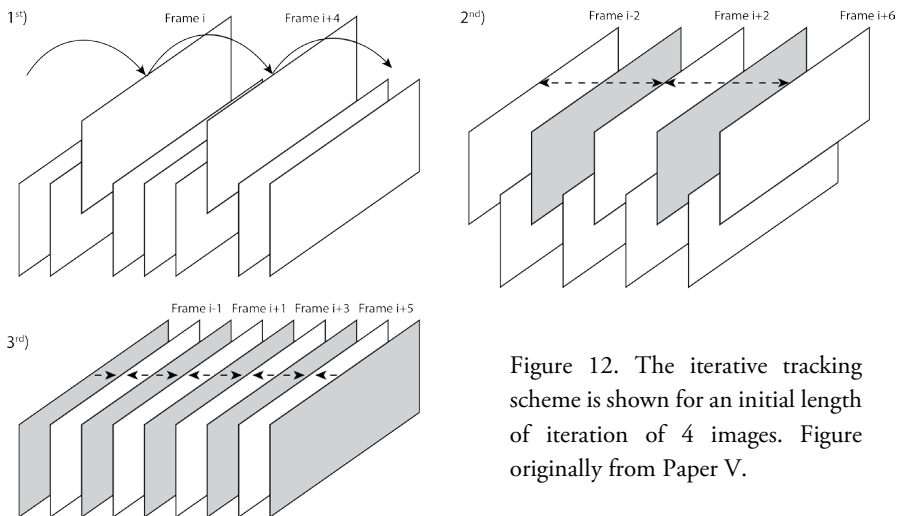 1st)
Frame i Frame i+4
2nd)
Frame i-2 Frame i+2 Frame i+6
3rd)
Frame i-1 Frame i+1 Frame i+3 Frame i+5
Figure 12. The iterative tracking
scheme is shown for an initial length
of iteration of 4 images. Figure
originally from Paper V.